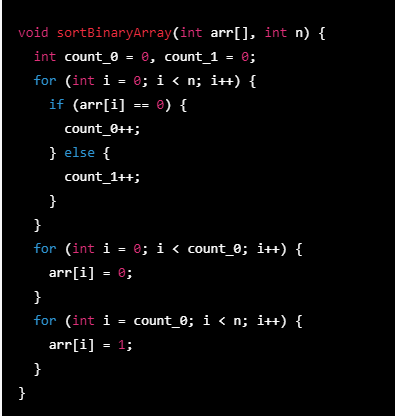 void sortBinaryArray(int arr[], int n) {
  int count_0 = 0, count_1 = 0;
  for (int i = 0; i < n; i++) {
    if (arr[i] == 0) {
      count_0++;
    } else {
      count_1++;
    }
  }
  for (int i = 0; i < count_0; i++) {
    arr[i] = 0;
  }
  for (int i = count_0; i < n; i++) {
    arr[i] = 1;
  }
}